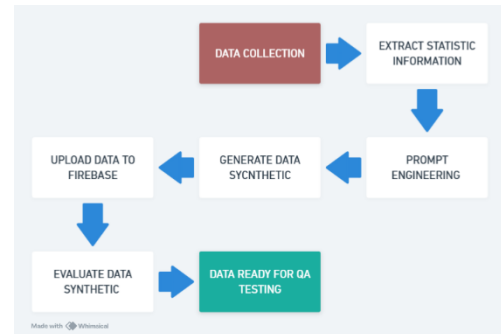 DATA COLLECTION
EXTRACT STATISTIC
INFORMATION
PROMPT
ENGINEERING
GENERATE DATA
SYCNTHETIC
UPLOAD DATA TO
FIREBASE
EVALUATE DATA
SYNTHETIC
DATA READY FOR QA
TESTING
Made with Whimsical